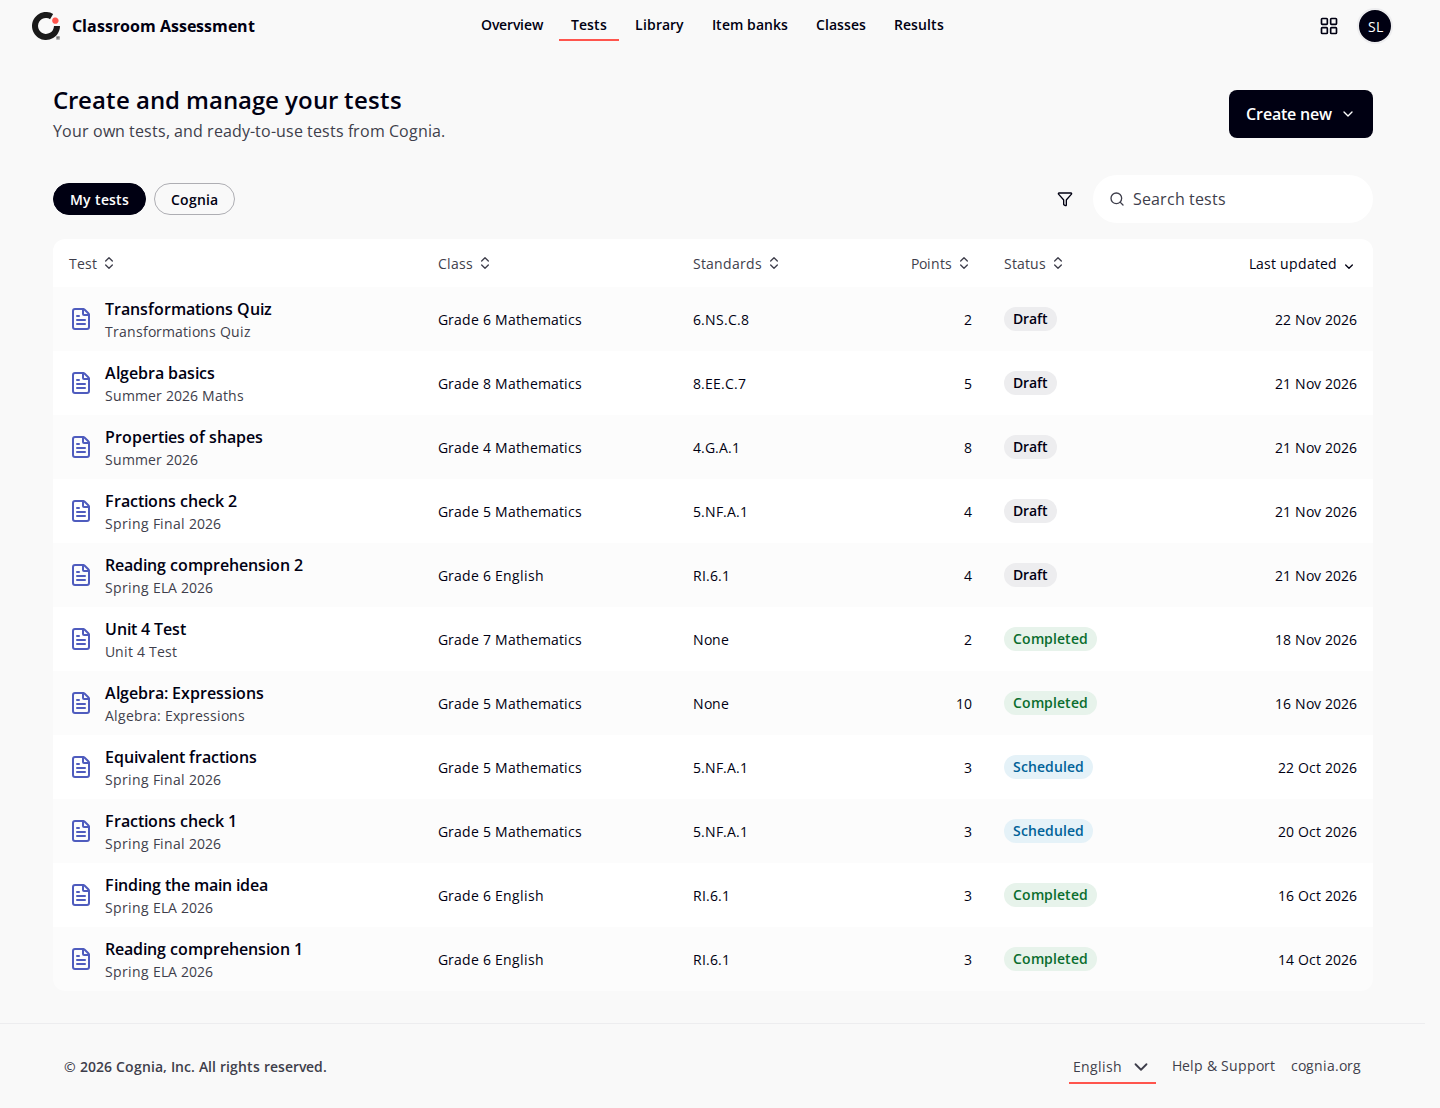 Classroom Assessment
Overview Tests Library Item banks Classes Results
SL
Create and manage your tests
Your own tests, and ready-to-use tests from Cognia.
Create new
My tests Cognia
Search tests
Test Class Standards Points Status Last updated
Transformations Quiz
Transformations Quiz
Grade 6 Mathematics 6.NS.C.8 2 Draft 22 Nov 2026
Algebra basics
Summer 2026 Maths
Grade 8 Mathematics 8.EE.C.7 5 Draft 21 Nov 2026
Properties of shapes
Summer 2026
Grade 4 Mathematics 4.G.A.1 8 Draft 21 Nov 2026
Fractions check 2
Spring Final 2026
Grade 5 Mathematics 5.NF.A.1 4 Draft 21 Nov 2026
Reading comprehension 2
Spring ELA 2026
Grade 6 English RI.6.1 4 Draft 21 Nov 2026
Unit 4 Test
Unit 4 Test
Grade 7 Mathematics None 2 Completed 18 Nov 2026
Algebra: Expressions
Algebra: Expressions
Grade 5 Mathematics None 10 Completed 16 Nov 2026
Equivalent fractions
Spring Final 2026
Grade 5 Mathematics 5.NF.A.1 3 Scheduled 22 Oct 2026
Fractions check 1
Spring Final 2026
Grade 5 Mathematics 5.NF.A.1 3 Scheduled 20 Oct 2026
Finding the main idea
Spring ELA 2026
Grade 6 English RI.6.1 3 Completed 16 Oct 2026
Reading comprehension 1
Spring ELA 2026
Grade 6 English RI.6.1 3 Completed 14 Oct 2026
© 2026 Cognia, Inc. All rights reserved.
English Help & Support cognia.org